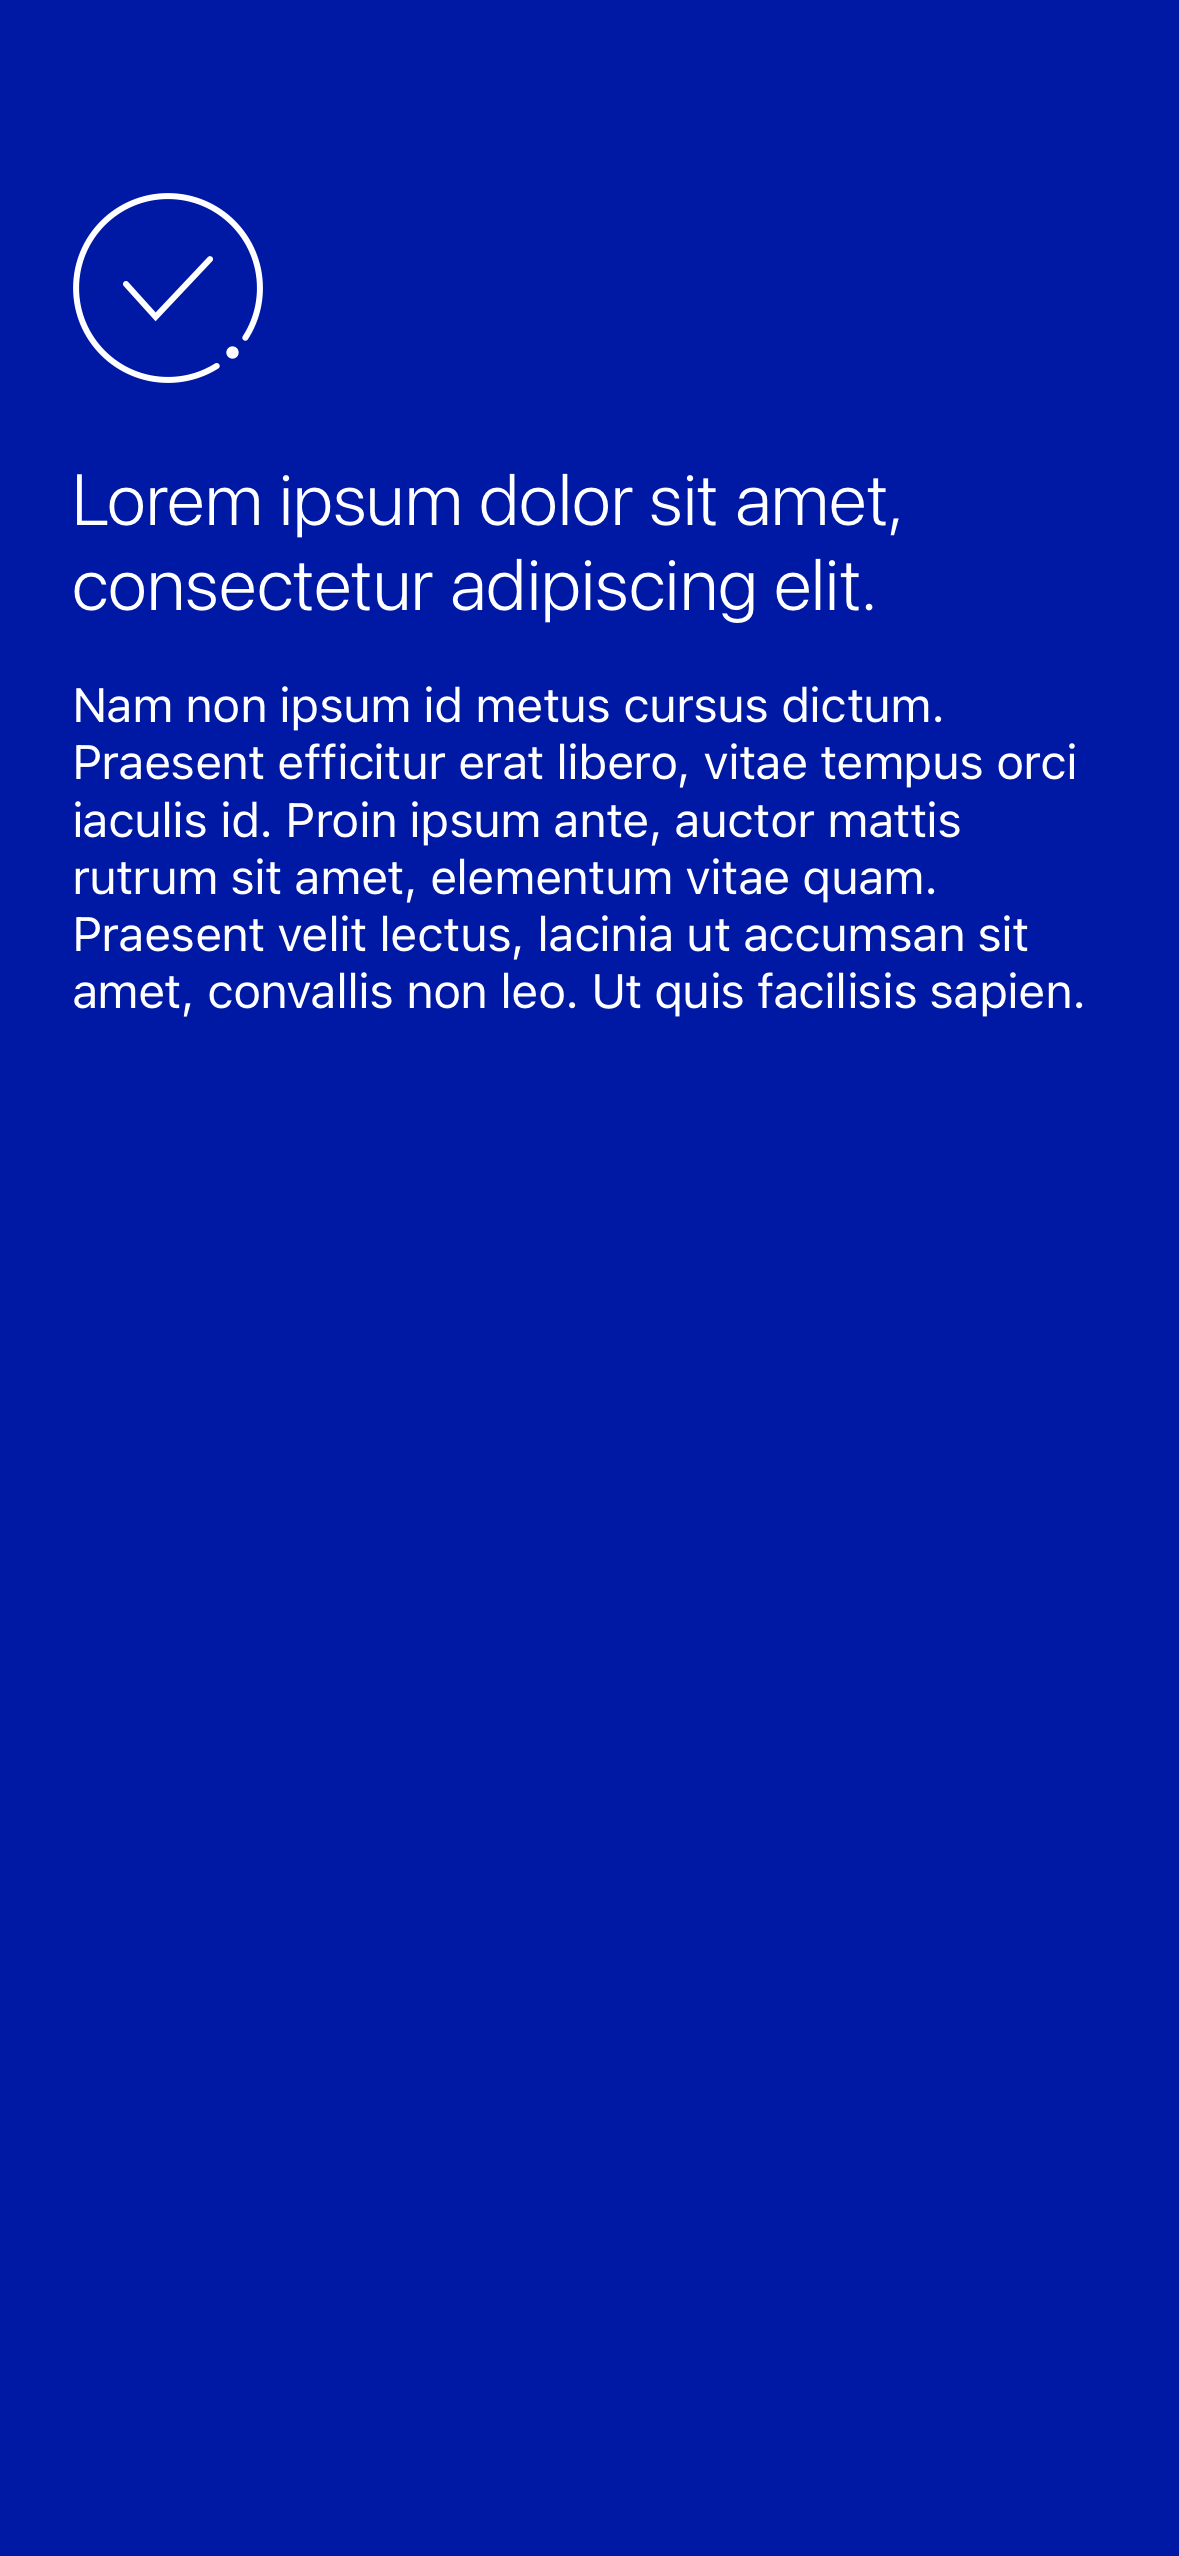 Lorem ipsum dolor sit amet,
consectetur adipiscing elit.
Nam non ipsum id metus cursus dictum.
Praesent efficitur erat libero, vitae tempus orci
iaculis id. Proin ipsum ante, auctor mattis
rutrum sit amet, elementum vitae quam.
Praesent velit lectus, lacinia ut accumsan sit
amet, convallis non leo. Ut quis facilisis sapien.